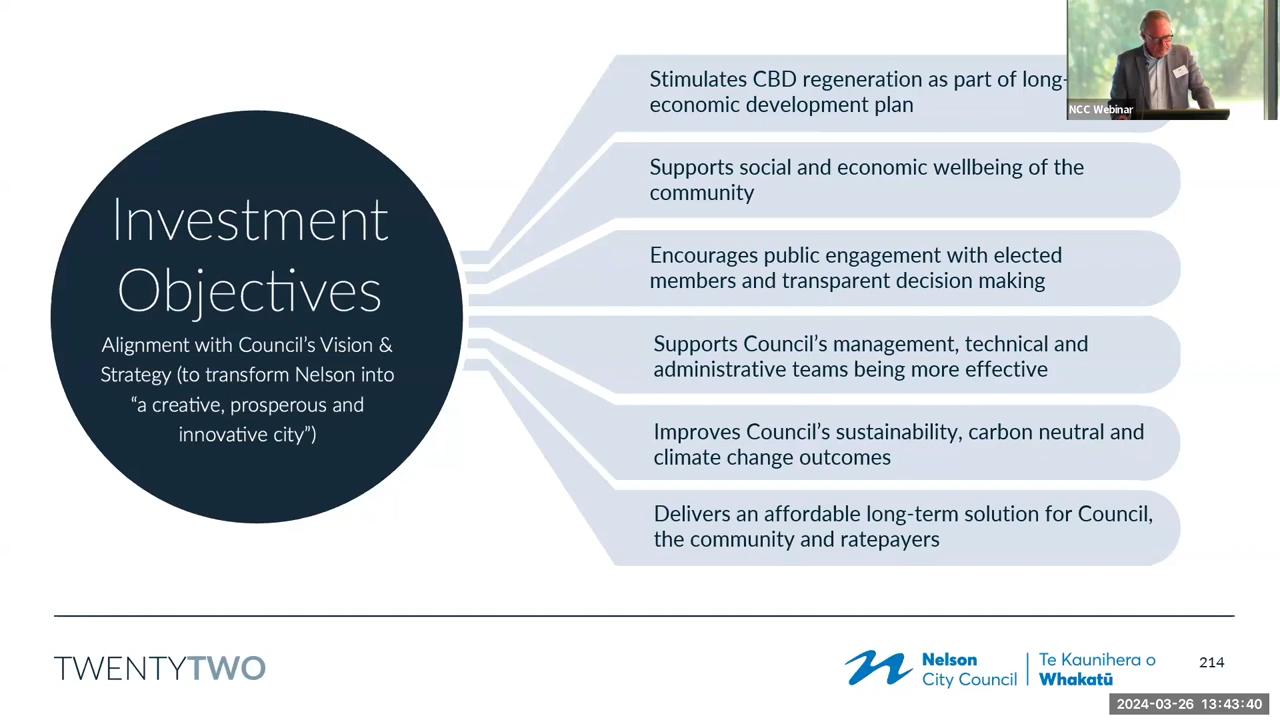 Investment
Objectives
Alignment with Council's Vision &
Strategy (to transform Nelson into
"a creative, prosperous and
innovative city")
Stimulates CBD regeneration as part of long-
economic development plan
Supports social and economic wellbeing of the
community
Encourages public engagement with elected
members and transparent decision making
Supports Council's management, technical and
administrative teams being more effective
Improves Council's sustainability, carbon neutral and
climate change outcomes
Delivers an affordable long-term solution for Council,
the community and ratepayers
NCC Webinar
TWENTYTWO
Nelson
City Council
Te Kaunihera o
Whakatū
214
2024-03-26 13:43:40